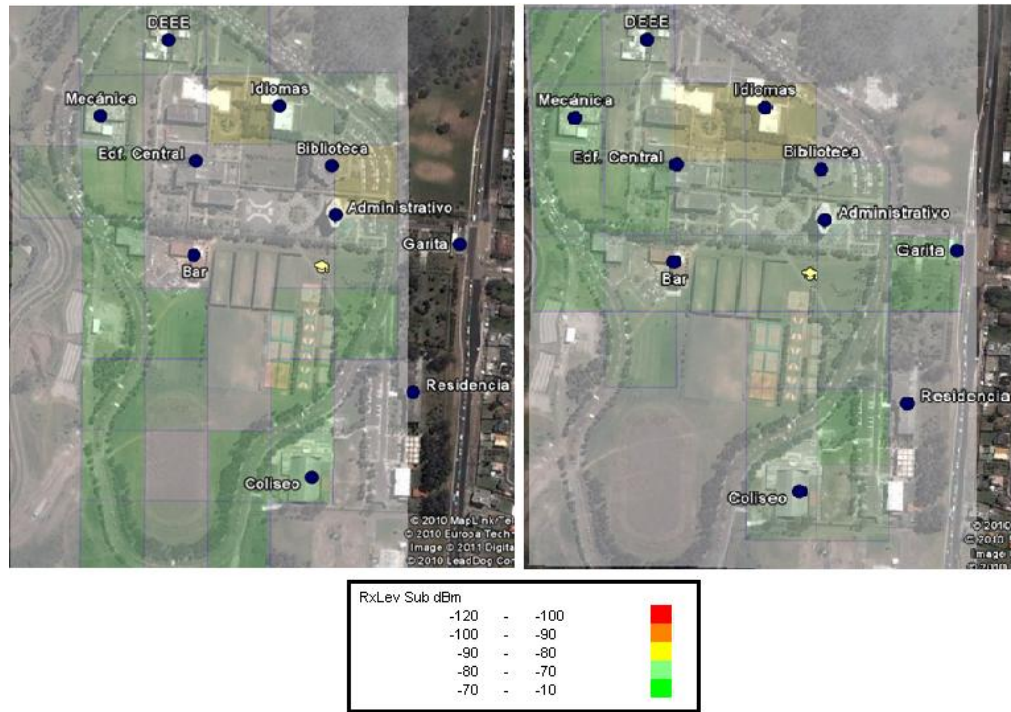 DEEE
Idiomas
Mecánica
Edf. Central
Biblioteca
Administrativo
Garita
Bar
Residencia
Coliseo
© 2010 MapLink/Tel
© 2010 Europa Tech
Image © 2011 Digita
© 2010 LeadDog Con
DEEE
Idiomas
Mecánica
Edf. Central
Biblioteca
Administrativo
Garita
Bar
Residencia
Coliseo
© 2010
© 2010
Image
© 2010
RxLev Sub dBm
-120 - -100
-100 - -90
-90 - -80
-80 - -70
-70 - -10